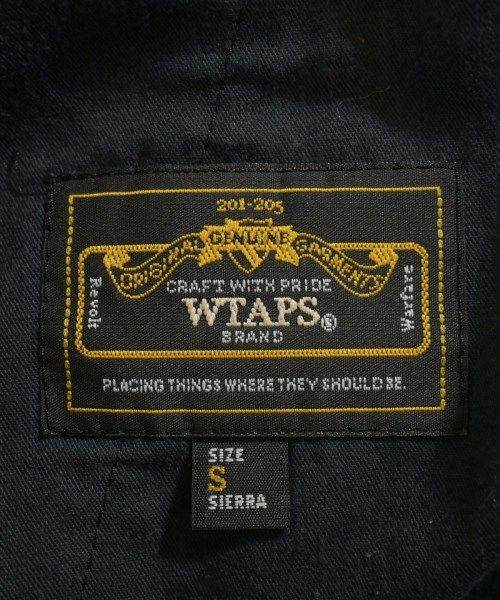 201-205
ORIGINAL GENUINE GARMENTS
CRAFT WITH PRIDE
Revolt
WTAPS®
Warfare
BRAND
PLACING THINGS WHERE THEY SHOULD BE.
SIZE
S
SIERRA